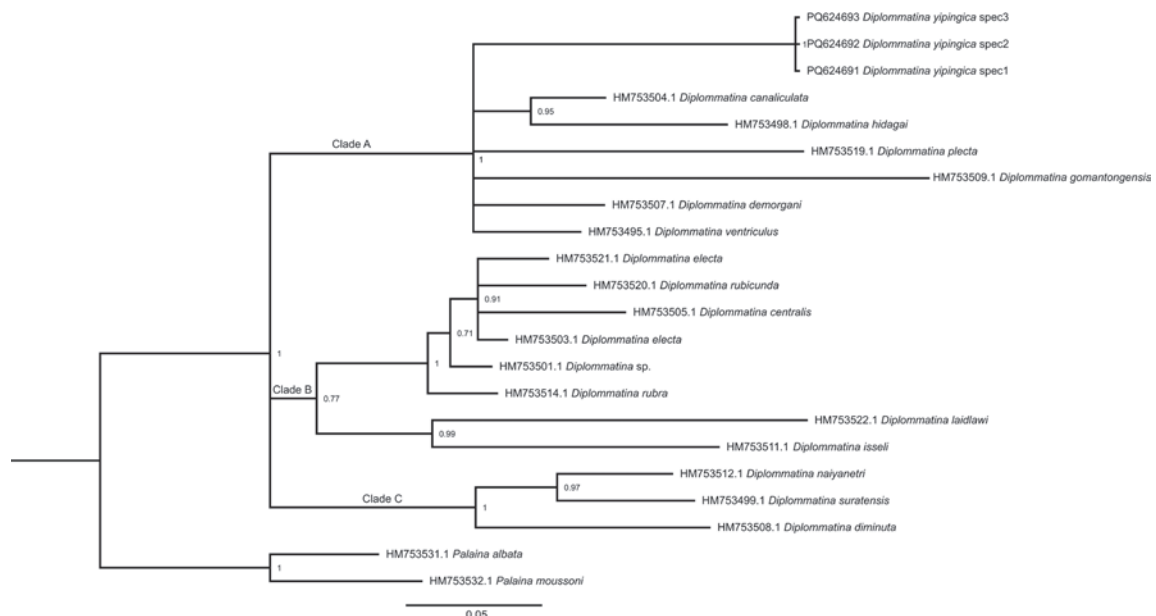 PQ624693 Diplommatina yipingica spec3
1PQ624692 Diplommatina yipingica spec2
PQ624691 Diplommatina yipingica spec1
HM753504.1 Diplommatina canaliculata
0.95
HM753498.1 Diplommatina hidagai
Clade A
HM753519.1 Diplommatina plecta
1
HM753509.1 Diplommatina gomantongensis
HM753507.1 Diplommatina demorgani
HM753495.1 Diplommatina ventriculus
HM753521.1 Diplommatina electa
HM753520.1 Diplommatina rubicunda
0.91
HM753505.1 Diplommatina centralis
0.71
HM753503.1 Diplommatina electa
1
1
HM753501.1 Diplommatina sp.
Clade B
HM753514.1 Diplommatina rubra
0.77
HM753522.1 Diplommatina laidlawi
0.99
HM753511.1 Diplommatina isseli
HM753512.1 Diplommatina naiyanetri
0.97
Clade C
HM753499.1 Diplommatina suratensis
1
HM753508.1 Diplommatina diminuta
HM753531.1 Palaina albata
1
HM753532.1 Palaina moussoni
0.05